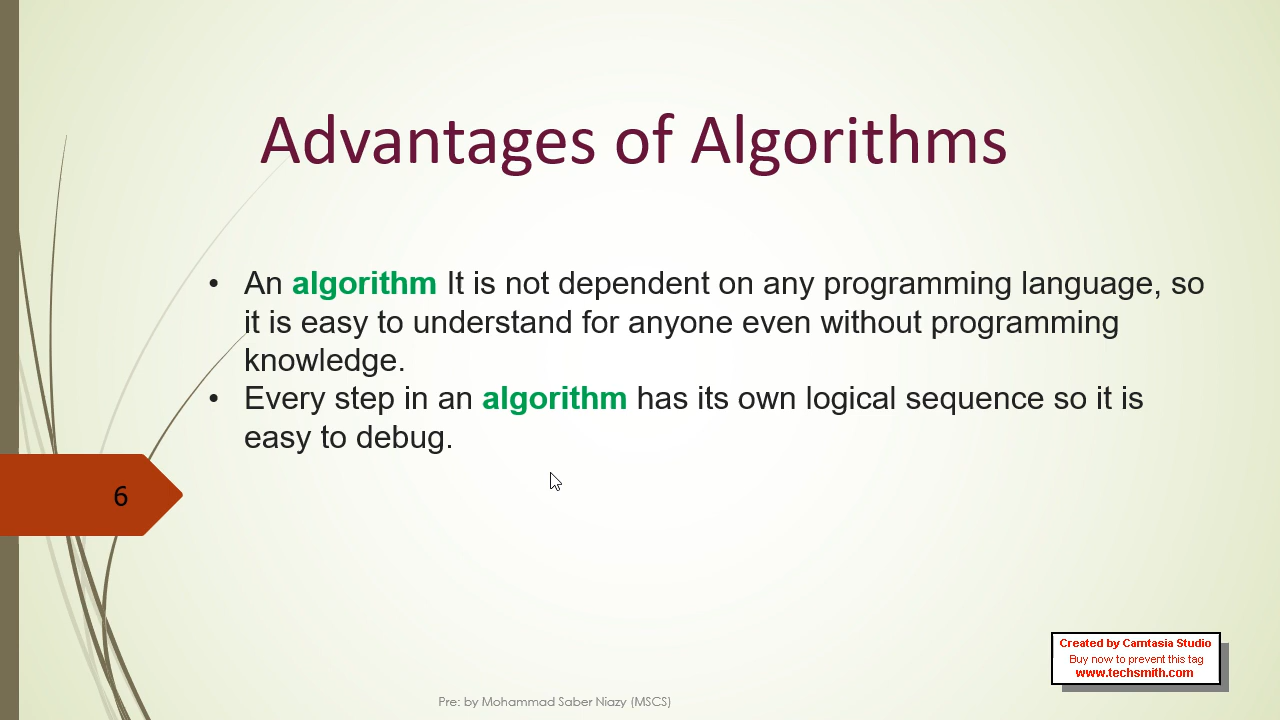 Advantages of Algorithms
• An algorithm It is not dependent on any programming language, so
it is easy to understand for anyone even without programming
knowledge.
• Every step in an algorithm has its own logical sequence so it is
easy to debug.
6
Created by Camtasia Studio
Buy now to prevent this tag
www.techsmith.com
Pre: by Mohammad Saber Niazy (MSCS)